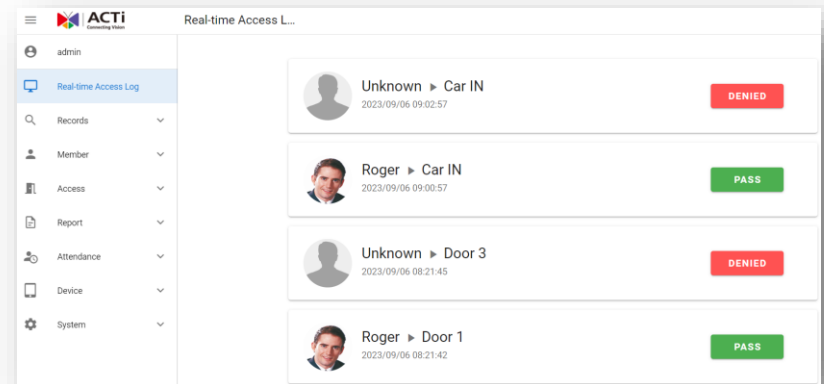 ACTi
Connecting Vision
Real-time Access L...
admin
Real-time Access Log
Records
Member
Access
Report
Attendance
Device
System
Unknown ▸ Car IN
2023/09/06 09:02:57
DENIED
Roger ▸ Car IN
2023/09/06 09:00:57
PASS
Unknown ▸ Door 3
2023/09/06 08:21:45
DENIED
Roger ▸ Door 1
2023/09/06 08:21:42
PASS